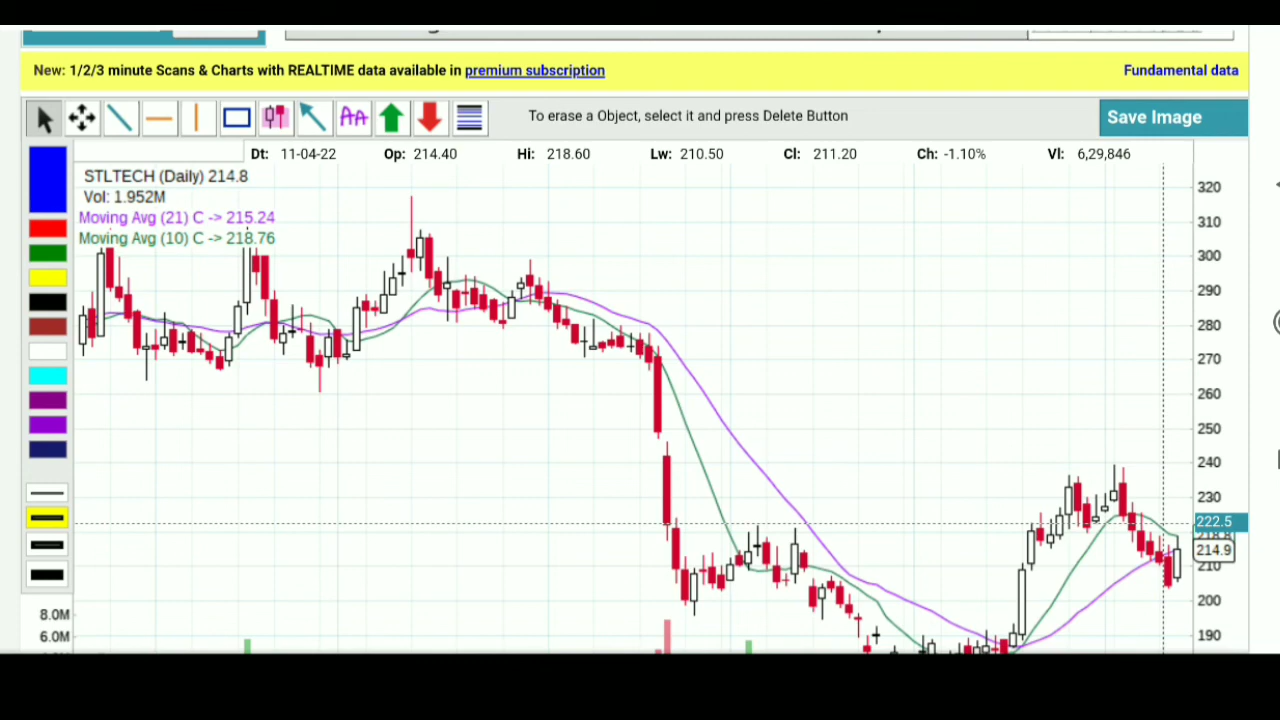 New: 1/2/3 minute Scans & Charts with REALTIME data available in premium subscription
Fundamental data
AA
To erase a Object, select it and press Delete Button
Save Image
Dt: 11-04-22 Op: 214.40 Hi: 218.60 Lw: 210.50 Cl: 211.20 Ch: -1.10% Vl: 6,29,846
STLTECH (Daily) 214.8
Vol: 1.952M
Moving Avg (21) C -> 215.24
Moving Avg (10) C -> 218.76
320
310
300
290
280
270
260
250
240
230
222.5
214.9
210
200
190
8.0M
6.0M